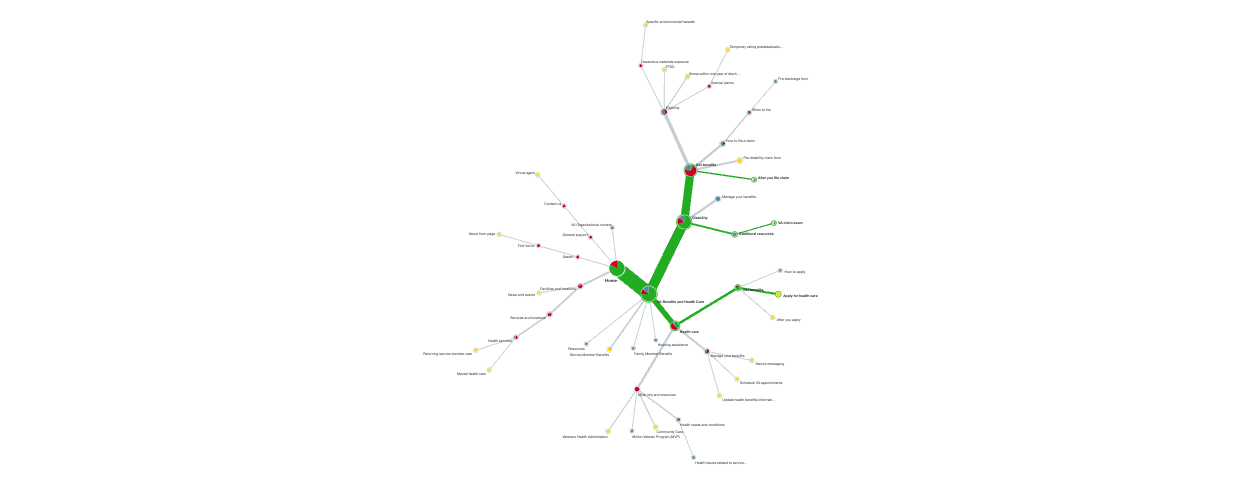 Specific environmental hazards
Temporary rating prestabilizatio...
Hazardous materials exposure
PTSD
Illness within one year of disch...
Special claims
Pre-discharge form
Eligibility
When to file
How to file a claim
File disability claim form
Get benefits
After you file claim
Virtual agent
Manage your benefits
Contact us
Disability
VA claim exam
VA Organizational content
About form page
General support
Additional resources
Find forms
Search
How to apply
Home
Facilities and locations
Get benefits
News and events
Apply for health care
VA Benefits and Health Care
Services and locations
After you apply
Health care
Health services
Housing assistance
Resources
Returning service member care
Service Member Benefits
Family Member Benefits
Manage your benefits
Secure messaging
Mental health care
Schedule VA appointments
More info and resources
Update health benefits informati...
Health needs and conditions
Community Care
Veterans Health Administration
Million Veteran Program (MVP)
Health issues related to service...